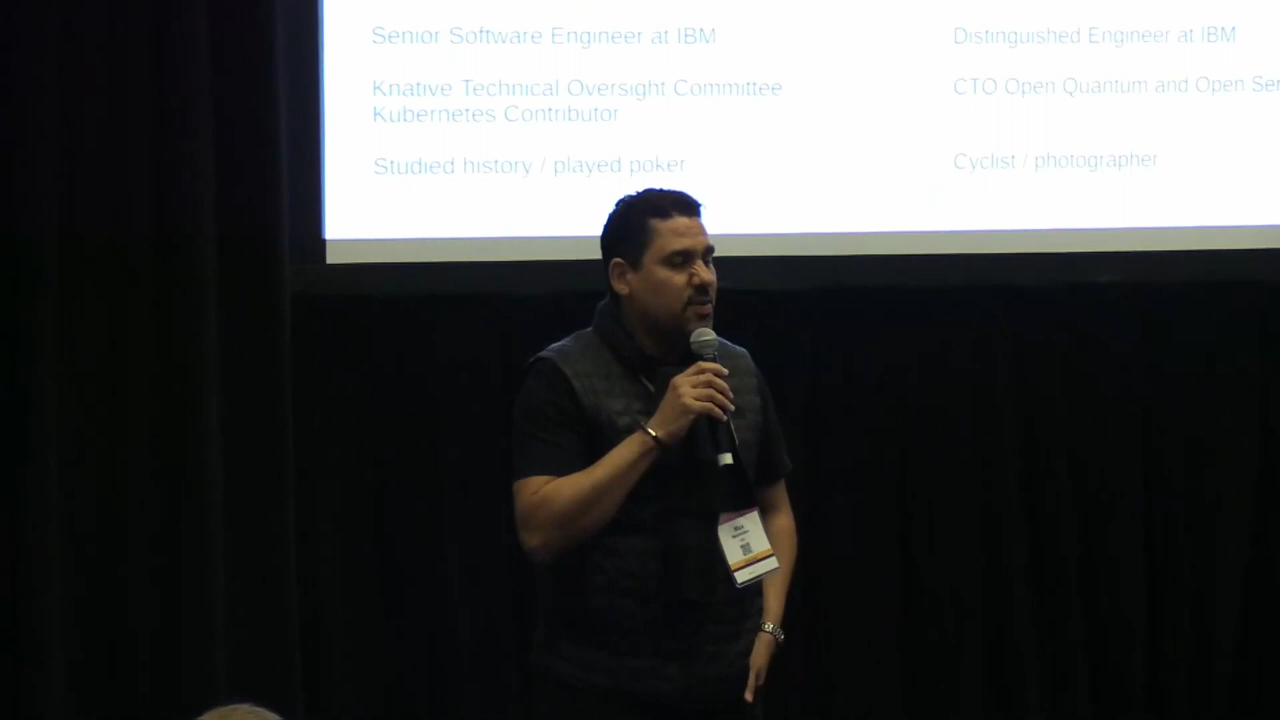 Senior Software Engineer at IBM
Knative Technical Oversight Committee
Kubernetes Contributor
Studied history / played poker
Distinguished Engineer at IBM
CTO Open Quantum and Open Ser
Cyclist / photographer